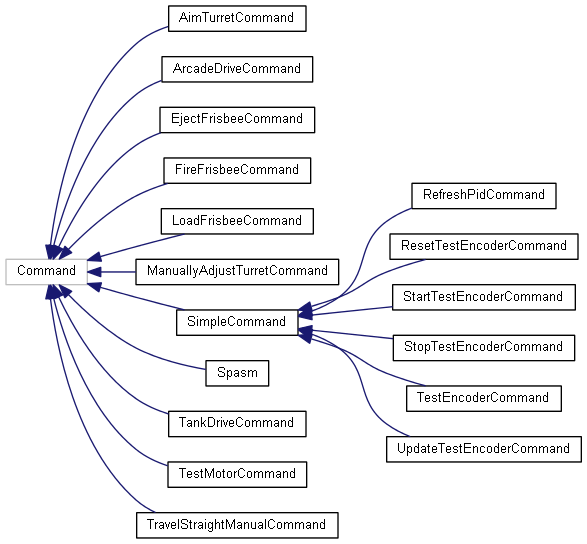 AimTurretCommand
ArcadeDriveCommand
EjectFrisbeeCommand
FireFrisbeeCommand
LoadFrisbeeCommand
Command
ManuallyAdjustTurretCommand
SimpleCommand
Spasm
TankDriveCommand
TestMotorCommand
TravelStraightManualCommand
RefreshPidCommand
ResetTestEncoderCommand
StartTestEncoderCommand
StopTestEncoderCommand
TestEncoderCommand
UpdateTestEncoderCommand